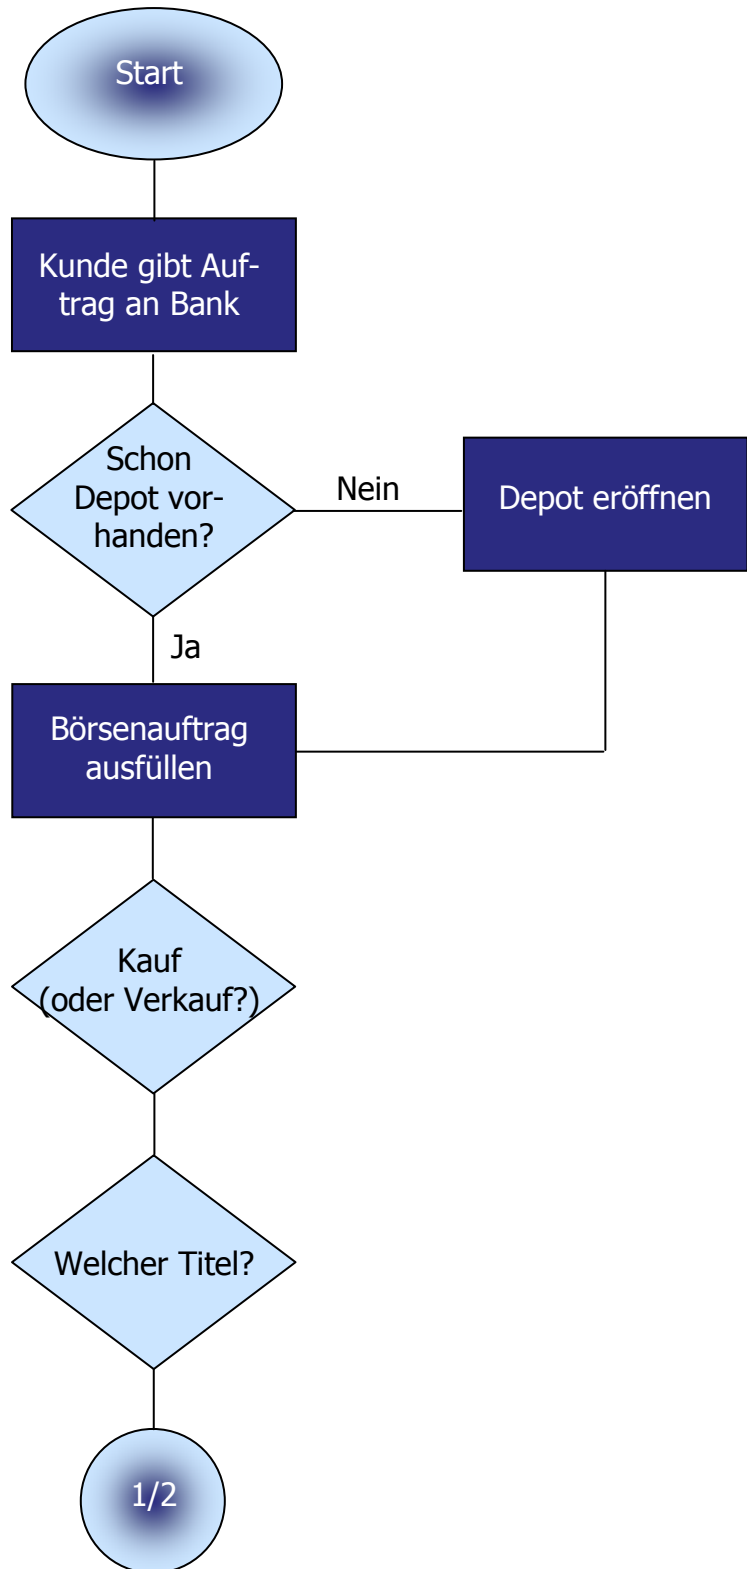 Start
Kunde gibt Auf-
trag an Bank
Schon
Depot vor-
handen?
Nein
Depot eröffnen
Ja
Börsenauftrag
ausfüllen
Kauf
(oder Verkauf?)
Welcher Titel?
1/2